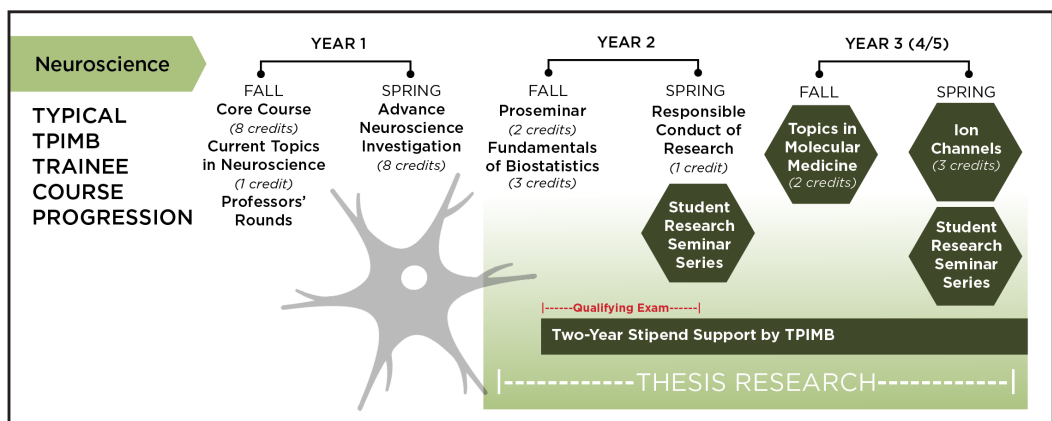 Neuroscience
TYPICAL
TPIMB
TRAINEE
COURSE
PROGRESSION
YEAR 1
FALL
Core Course
(8 credits)
Current Topics
in Neuroscience
(1 credit)
Professors’
Rounds
SPRING
Advance
Neuroscience
Investigation
(8 credits)
YEAR 2
FALL
Proseminar
(2 credits)
Fundamentals
of Biostatistics
(3 credits)
SPRING
Responsible
Conduct of
Research
(1 credit)
Student
Research
Seminar
Series
YEAR 3 (4/5)
FALL
Topics in
Molecular
Medicine
(2 credits)
SPRING
Ion
Channels
(3 credits)
Student
Research
Seminar
Series
|------Qualifying Exam------|
Two-Year Stipend Support by TPIMB
|-----------THESIS RESEARCH-----------|